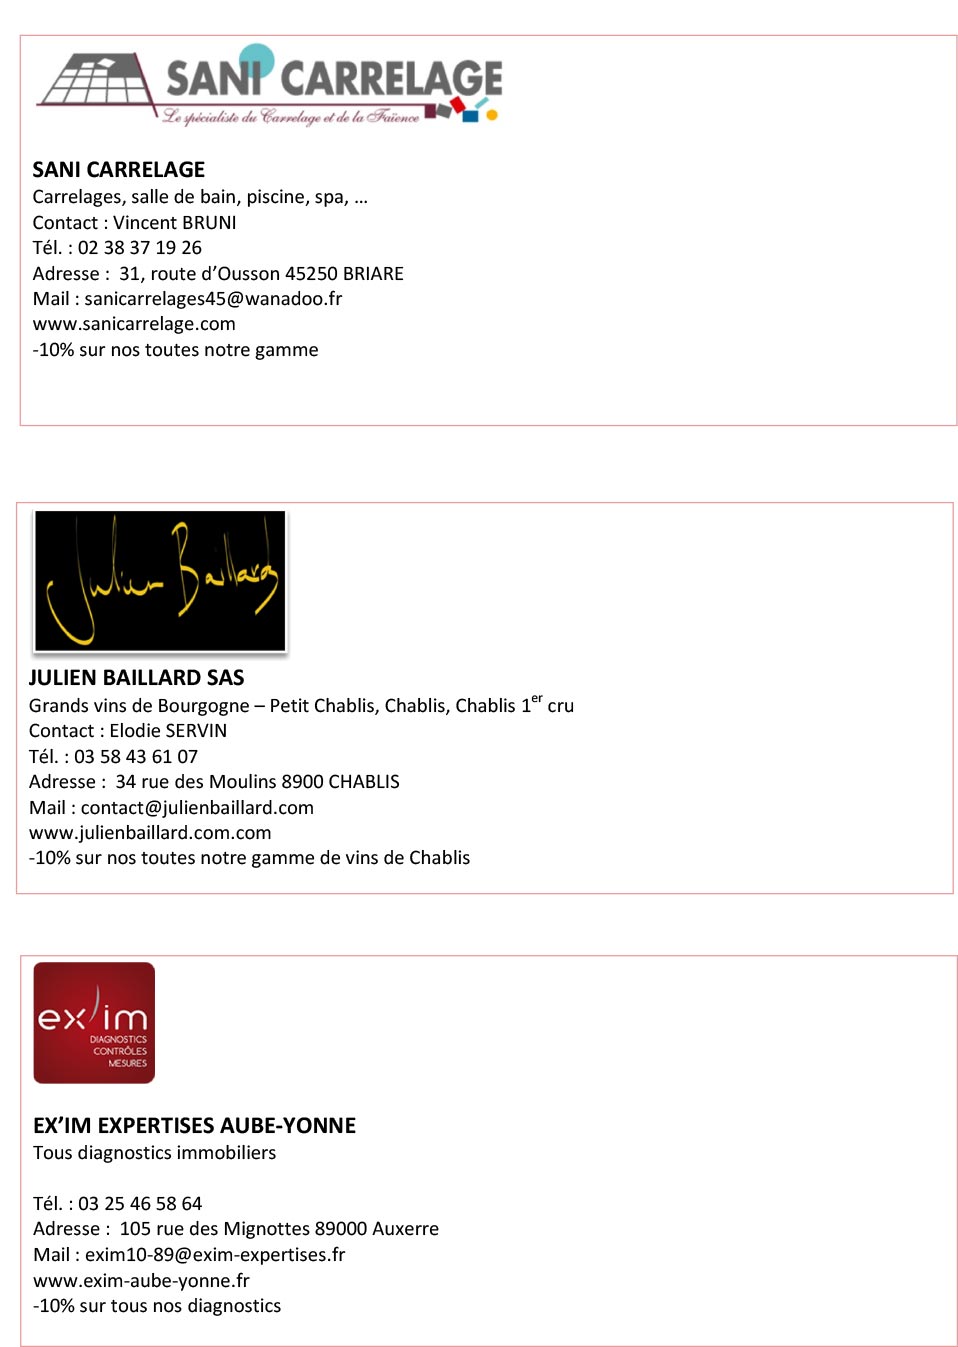 SANI CARRELAGE
Le spécialiste du Carrelage et de la Faïence
SANI CARRELAGE
Carrelages, salle de bain, piscine, spa, …
Contact : Vincent BRUNI
Tél. : 02 38 37 19 26
Adresse :  31, route d’Ousson 45250 BRIARE
Mail : sanicarrelages45@wanadoo.fr
www.sanicarrelage.com
-10% sur nos toutes notre gamme
Julien Baillard
JULIEN BAILLARD SAS
Grands vins de Bourgogne – Petit Chablis, Chablis, Chablis 1er cru
Contact : Elodie SERVIN
Tél. : 03 58 43 61 07
Adresse :  34 rue des Moulins 8900 CHABLIS
Mail : contact@julienbaillard.com
www.julienbaillard.com.com
-10% sur nos toutes notre gamme de vins de Chablis
ex'im
DIAGNOSTICS
CONTRÔLES
MESURES
EX’IM EXPERTISES AUBE-YONNE
Tous diagnostics immobiliers
Tél. : 03 25 46 58 64
Adresse :  105 rue des Mignottes 89000 Auxerre
Mail : exim10-89@exim-expertises.fr
www.exim-aube-yonne.fr
-10% sur tous nos diagnostics